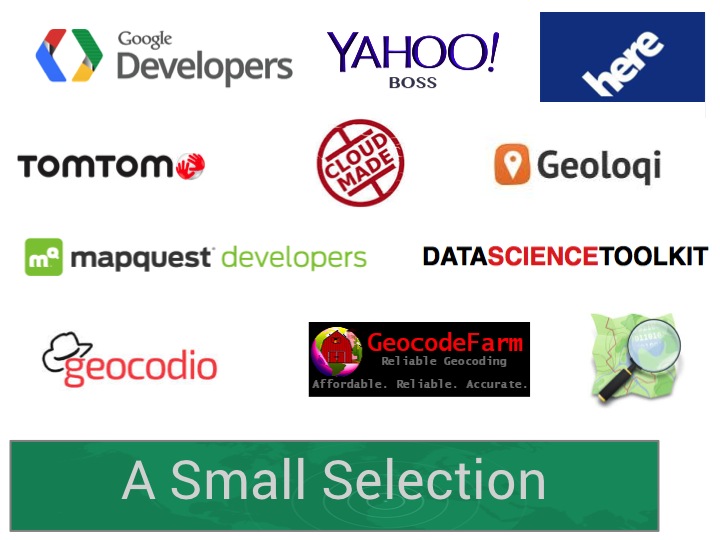 Google
Developers
YAHOO!
BOSS
here
TOMTOM
CLOUD
MADE
Geoloqi
mq
mapquest developers
DATASCIENCETOOLKIT
geocodio
GeocodeFarm
Reliable Geocoding
Affordable. Reliable. Accurate.
A Small Selection